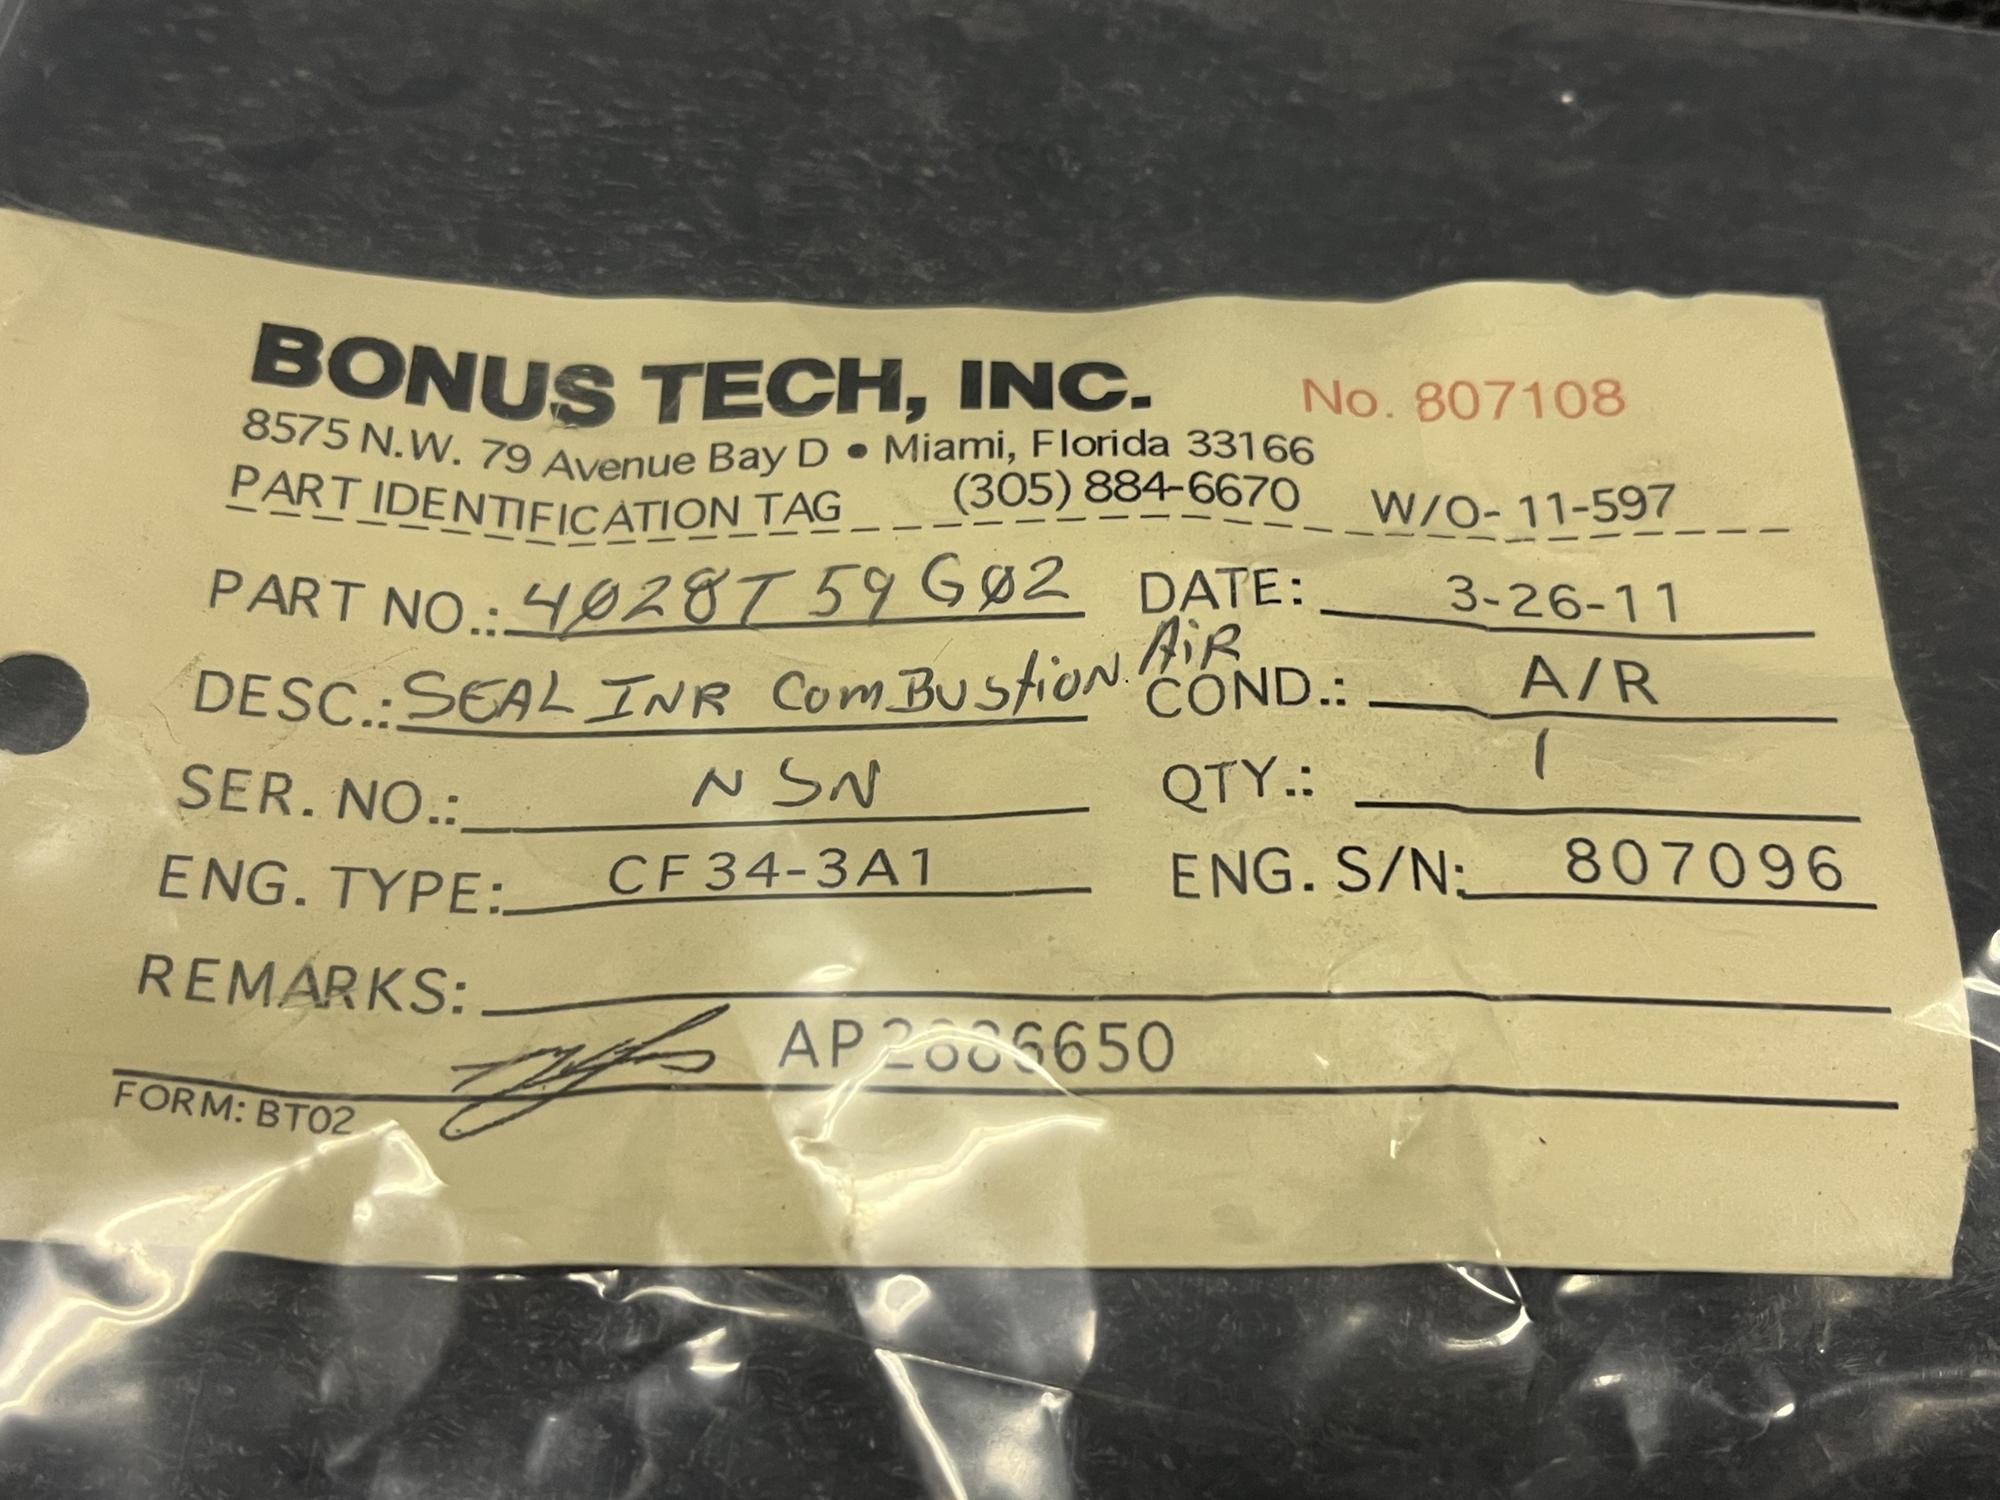 BONUS TECH, INC. No. 807108
8575 N.W. 79 Avenue Bay D • Miami, Florida 33166
PART IDENTIFICATION TAG (305) 884-6670 W/O- 11-597
PART NO.: 4028T59G02 DATE: 3-26-11
DESC.: SEAL INR COMBUSTION AIR COND.: A/R
SER. NO.: NSN QTY.: 1
ENG. TYPE: CF34-3A1 ENG. S/N: 807096
REMARKS:
FORM: BT02